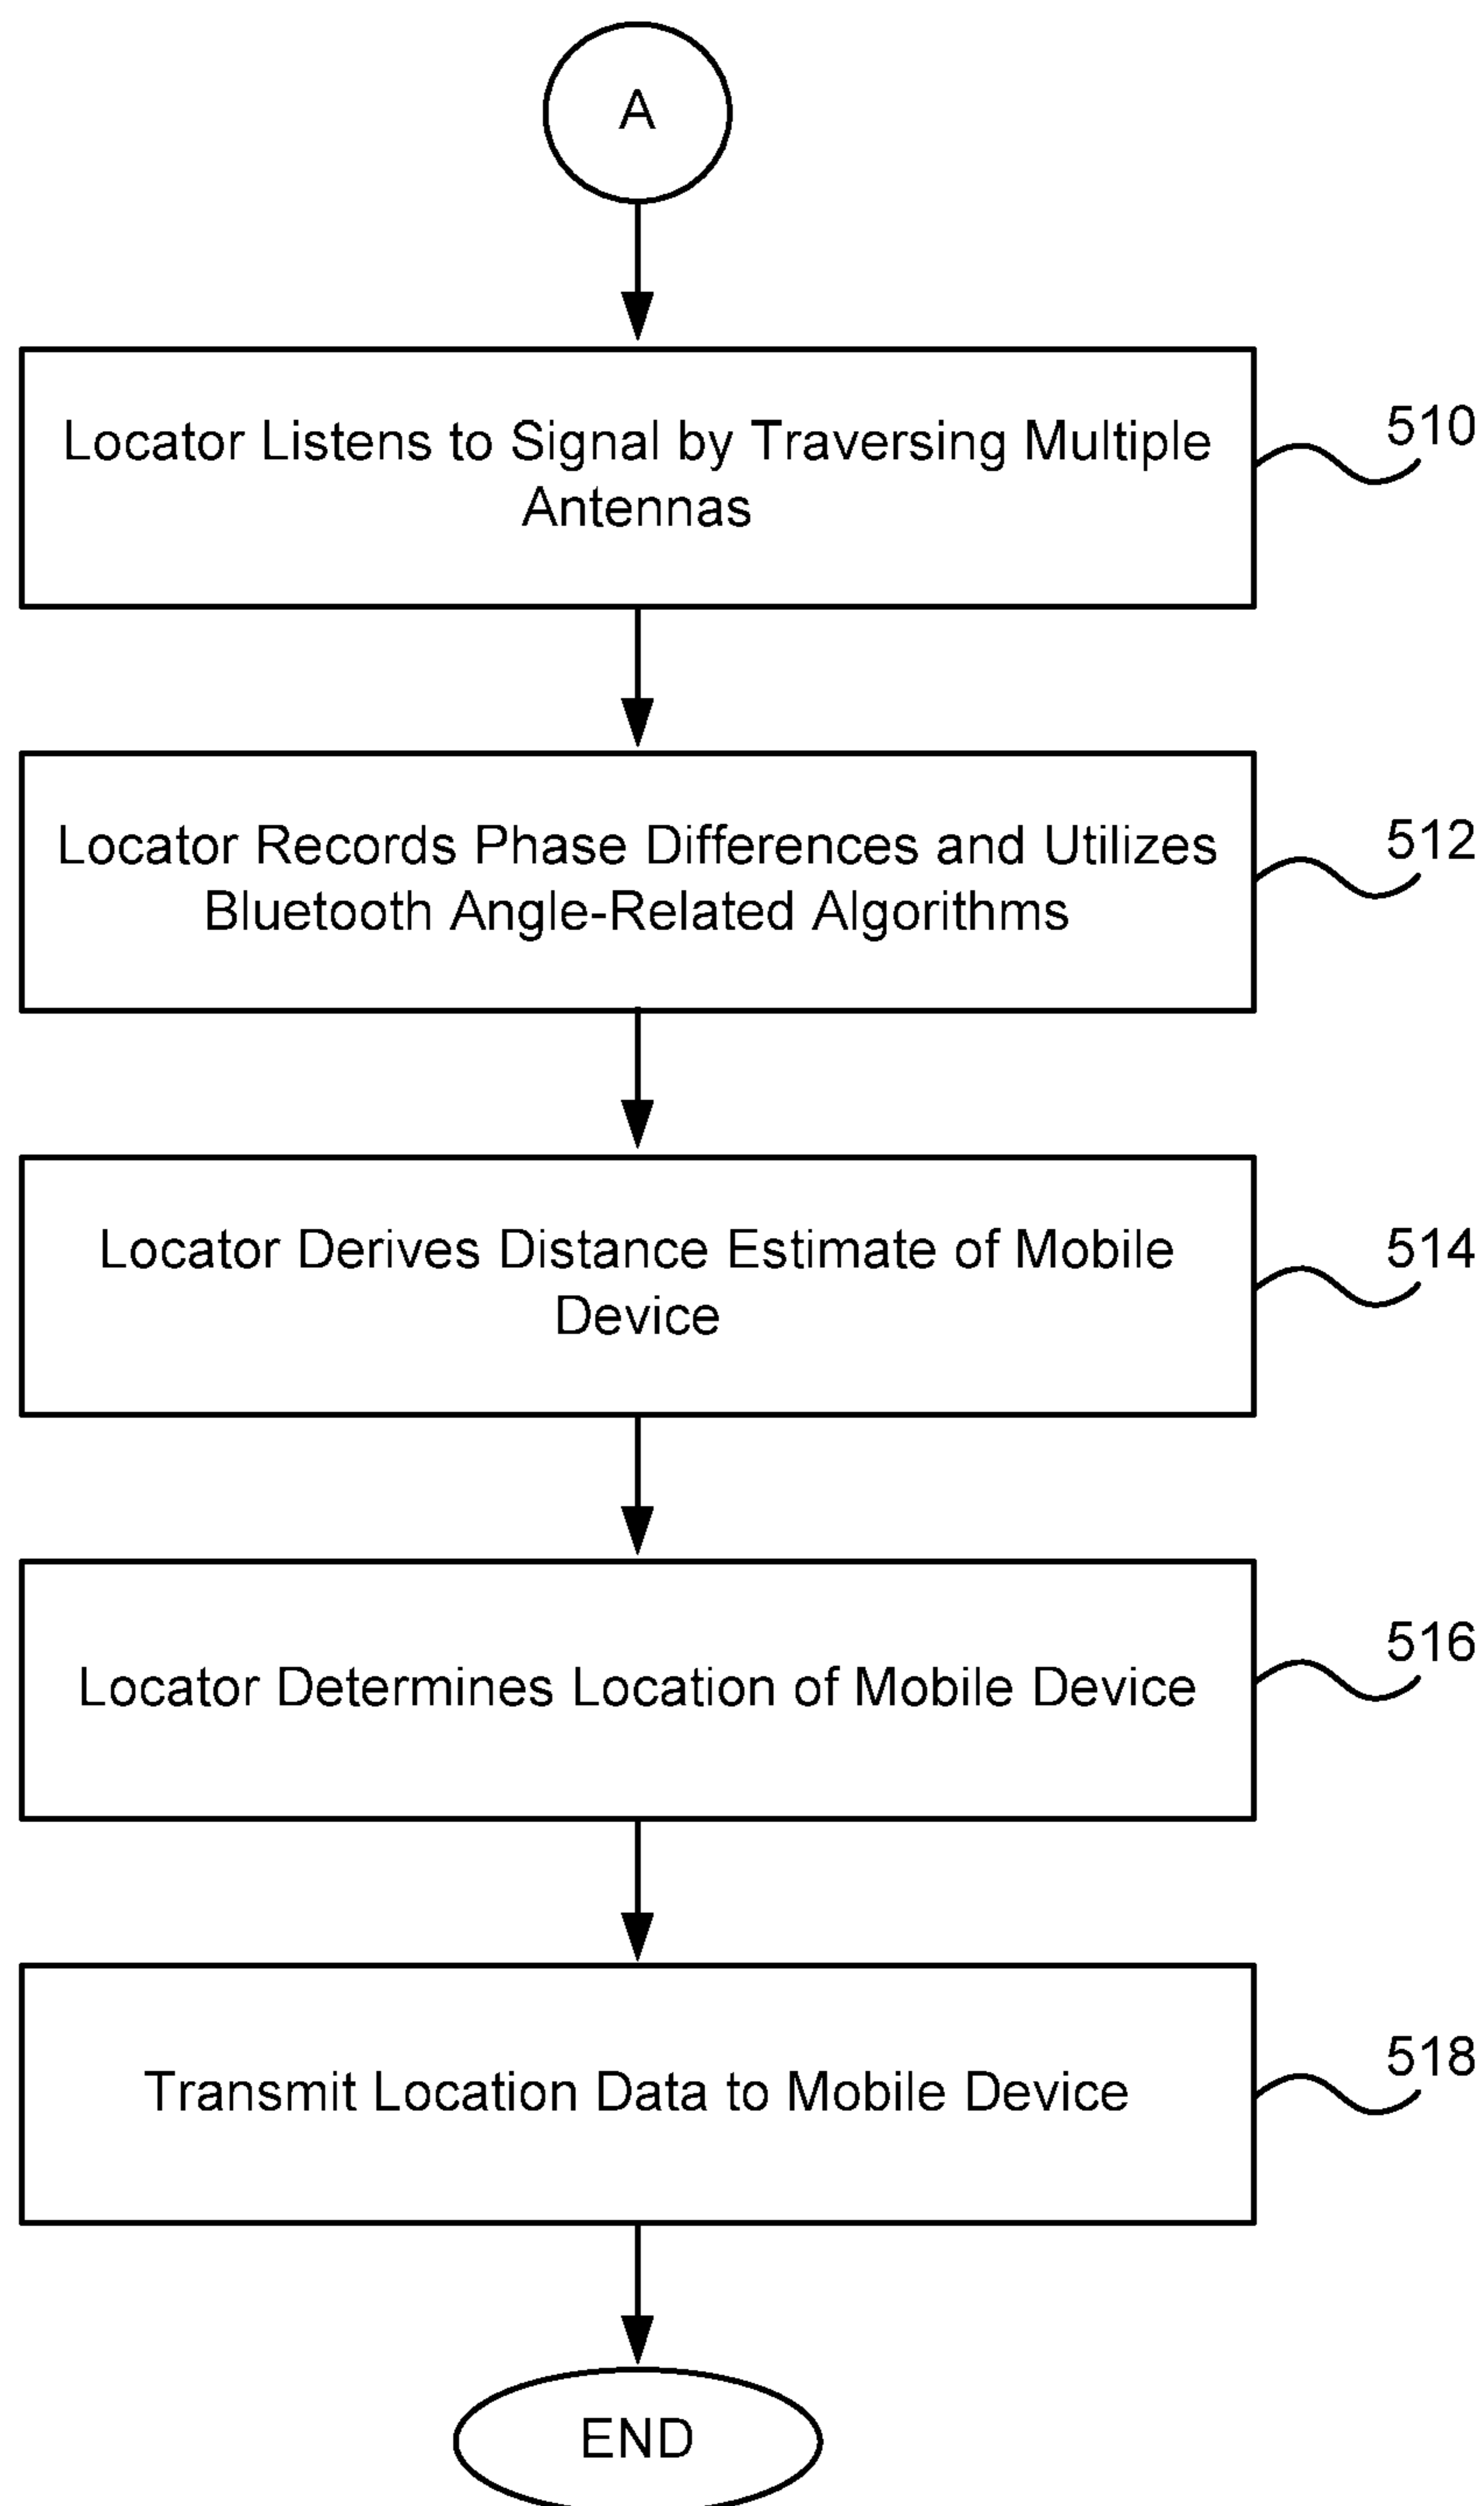 A
Locator Listens to Signal by Traversing Multiple
Antennas
510
Locator Records Phase Differences and Utilizes
Bluetooth Angle-Related Algorithms
512
Locator Derives Distance Estimate of Mobile
Device
514
Locator Determines Location of Mobile Device
516
Transmit Location Data to Mobile Device
518
END